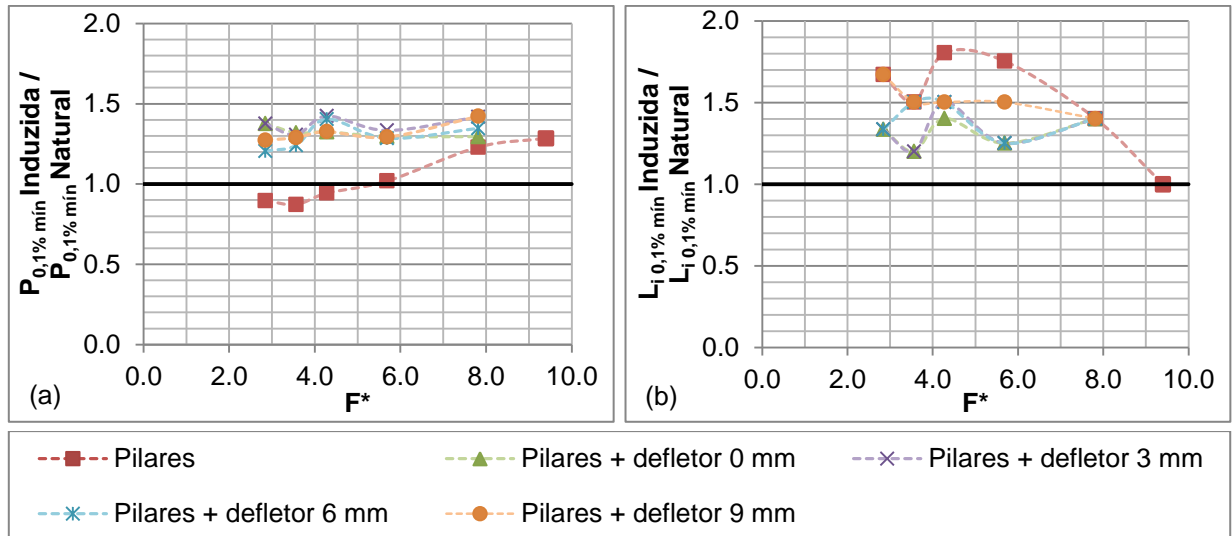 P0,1% mín Induzida /
P0,1% mín Natural
2.0
1.5
1.0
0.5
0.0
0.0 2.0 4.0 6.0 8.0 10.0
F*
(a)
Li 0,1% mín Induzida /
Li 0,1% mín Natural
2.0
1.5
1.0
0.5
0.0
0.0 2.0 4.0 6.0 8.0 10.0
F*
(b)
Pilares
Pilares + defletor 0 mm
Pilares + defletor 3 mm
Pilares + defletor 6 mm
Pilares + defletor 9 mm